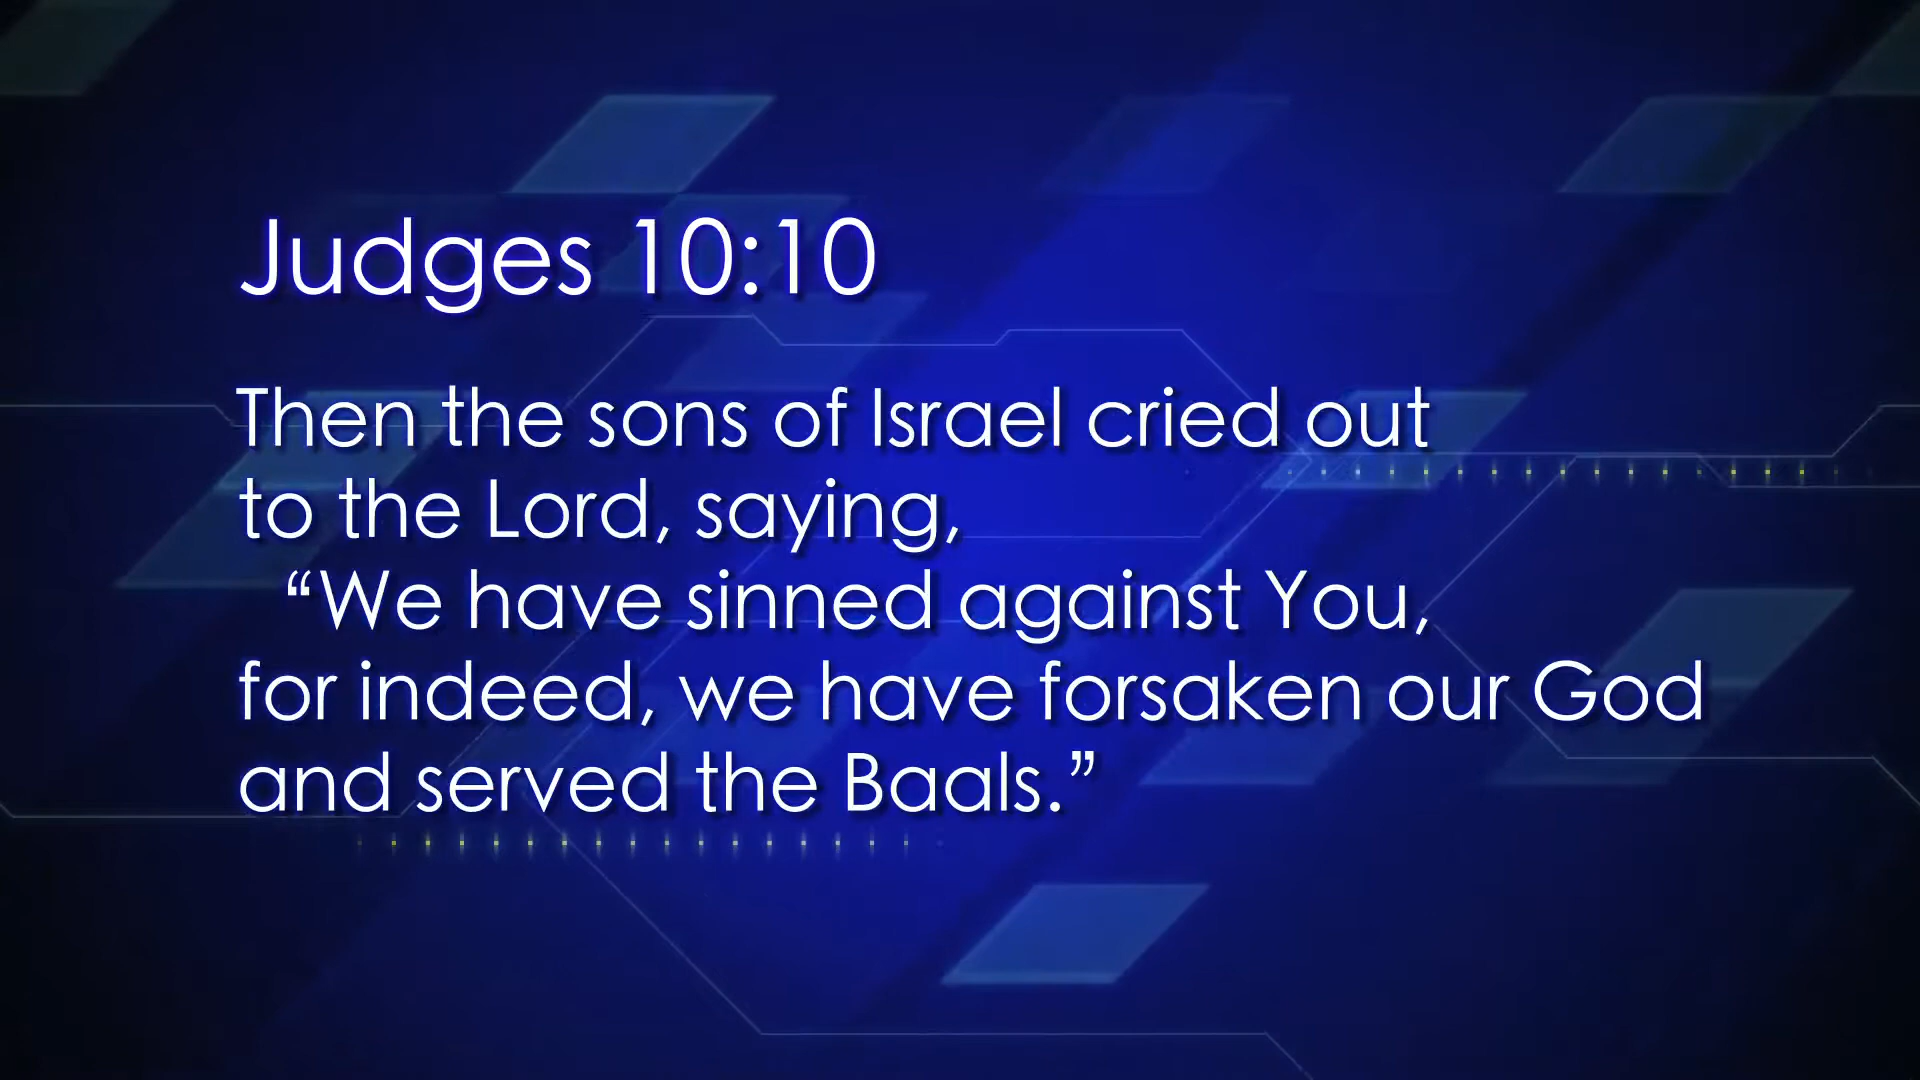 Judges 10:10
Then the sons of Israel cried out
to the Lord, saying,
“We have sinned against You,
for indeed, we have forsaken our God
and served the Baals.”